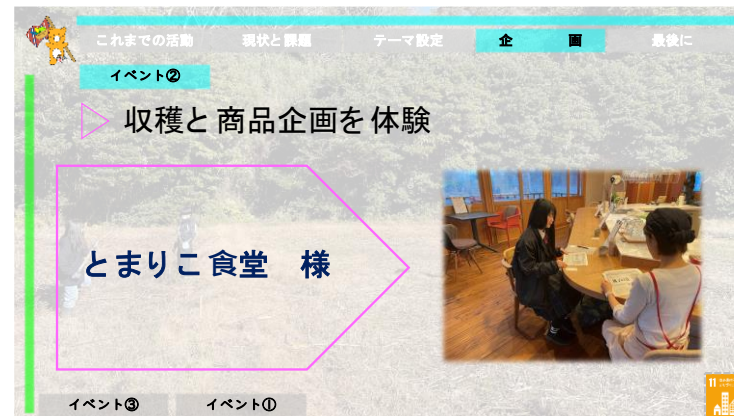 これまでの活動 現状と課題 テーマ設定 企 画 最後に
イベント②
収穫と商品企画を体験
とまりこ食堂 様
イベント③ イベント①
11